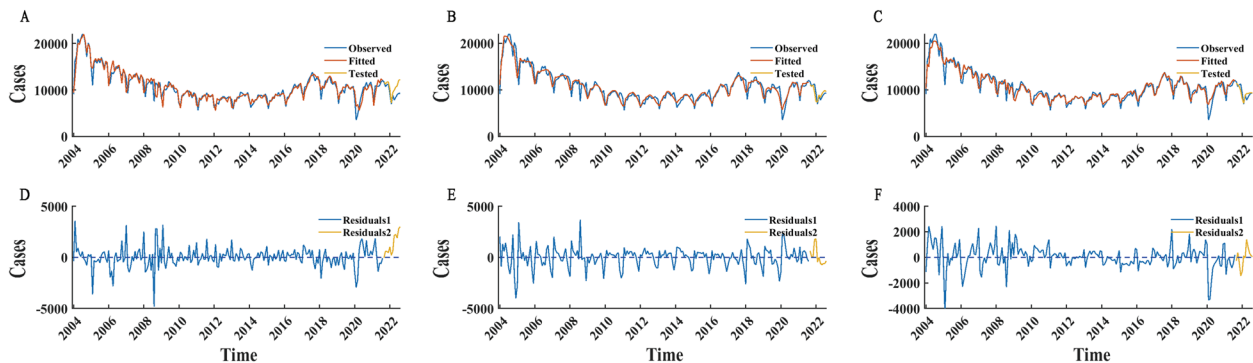 A
Cases
20000
10000
0
Observed
Fitted
Tested
2004
2006
2008
2010
2012
2014
2016
2018
2020
2022
B
Cases
20000
10000
0
Observed
Fitted
Tested
2004
2006
2008
2010
2012
2014
2016
2018
2020
2022
C
Cases
20000
10000
0
Observed
Fitted
Tested
2004
2006
2008
2010
2012
2014
2016
2018
2020
2022
D
Cases
5000
0
-5000
Residuals1
Residuals2
2004
2006
2008
2010
2012
2014
2016
2018
2020
2022
Time
E
Cases
5000
0
-5000
Residuals1
Residuals2
2004
2006
2008
2010
2012
2014
2016
2018
2020
2022
Time
F
Cases
4000
2000
0
-2000
-4000
Residuals1
Residuals2
2004
2006
2008
2010
2012
2014
2016
2018
2020
2022
Time